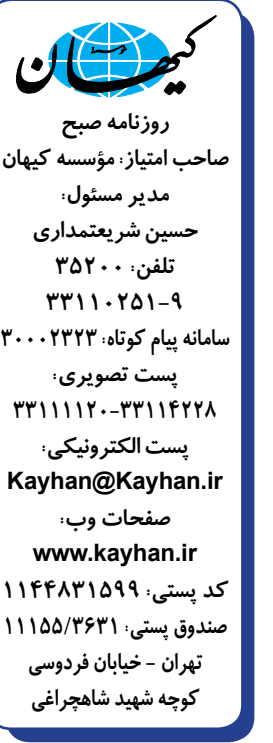 کیهان
مؤسسه
روزنامه صبح
صاحب امتیاز: مؤسسه کیهان
مدیر مسئول:
حسین شریعتمداری
تلفن: ۳۵۲۰۰
۳۳۱۱۰۲۵۱-۹
سامانه پیام کوتاه: ۳۰۰۰۲۳۲۳
پست تصویری:
۳۳۱۱۱۱۲۰-۳۳۱۱۴۲۲۸
پست الکترونیکی:
Kayhan@Kayhan.ir
صفحات وب:
www.kayhan.ir
کد پستی: ۱۱۴۴۸۳۱۵۹۹
صندوق پستی: ۱۱۱۵۵/۳۶۳۱
تهران - خیابان فردوسی
کوچه شهید شاهچراغی